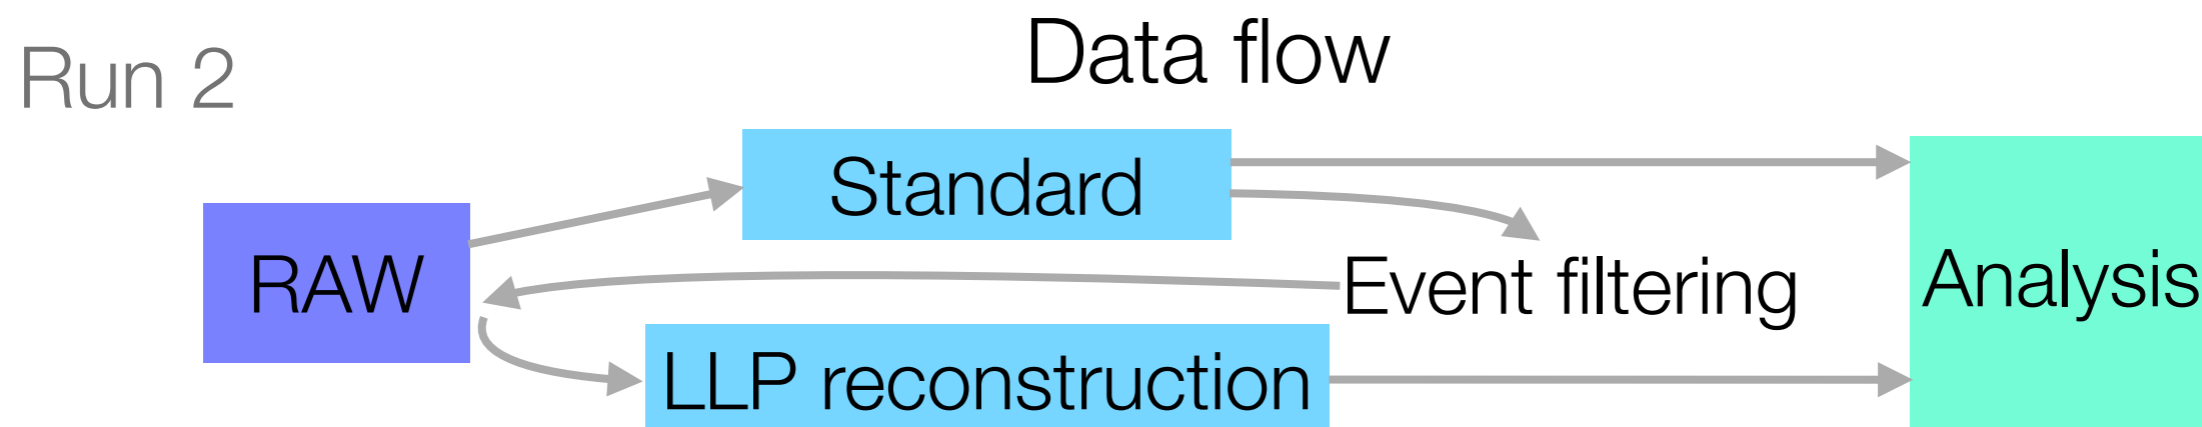 Run 2
Data flow
Standard
RAW
Event filtering
Analysis
LLP reconstruction